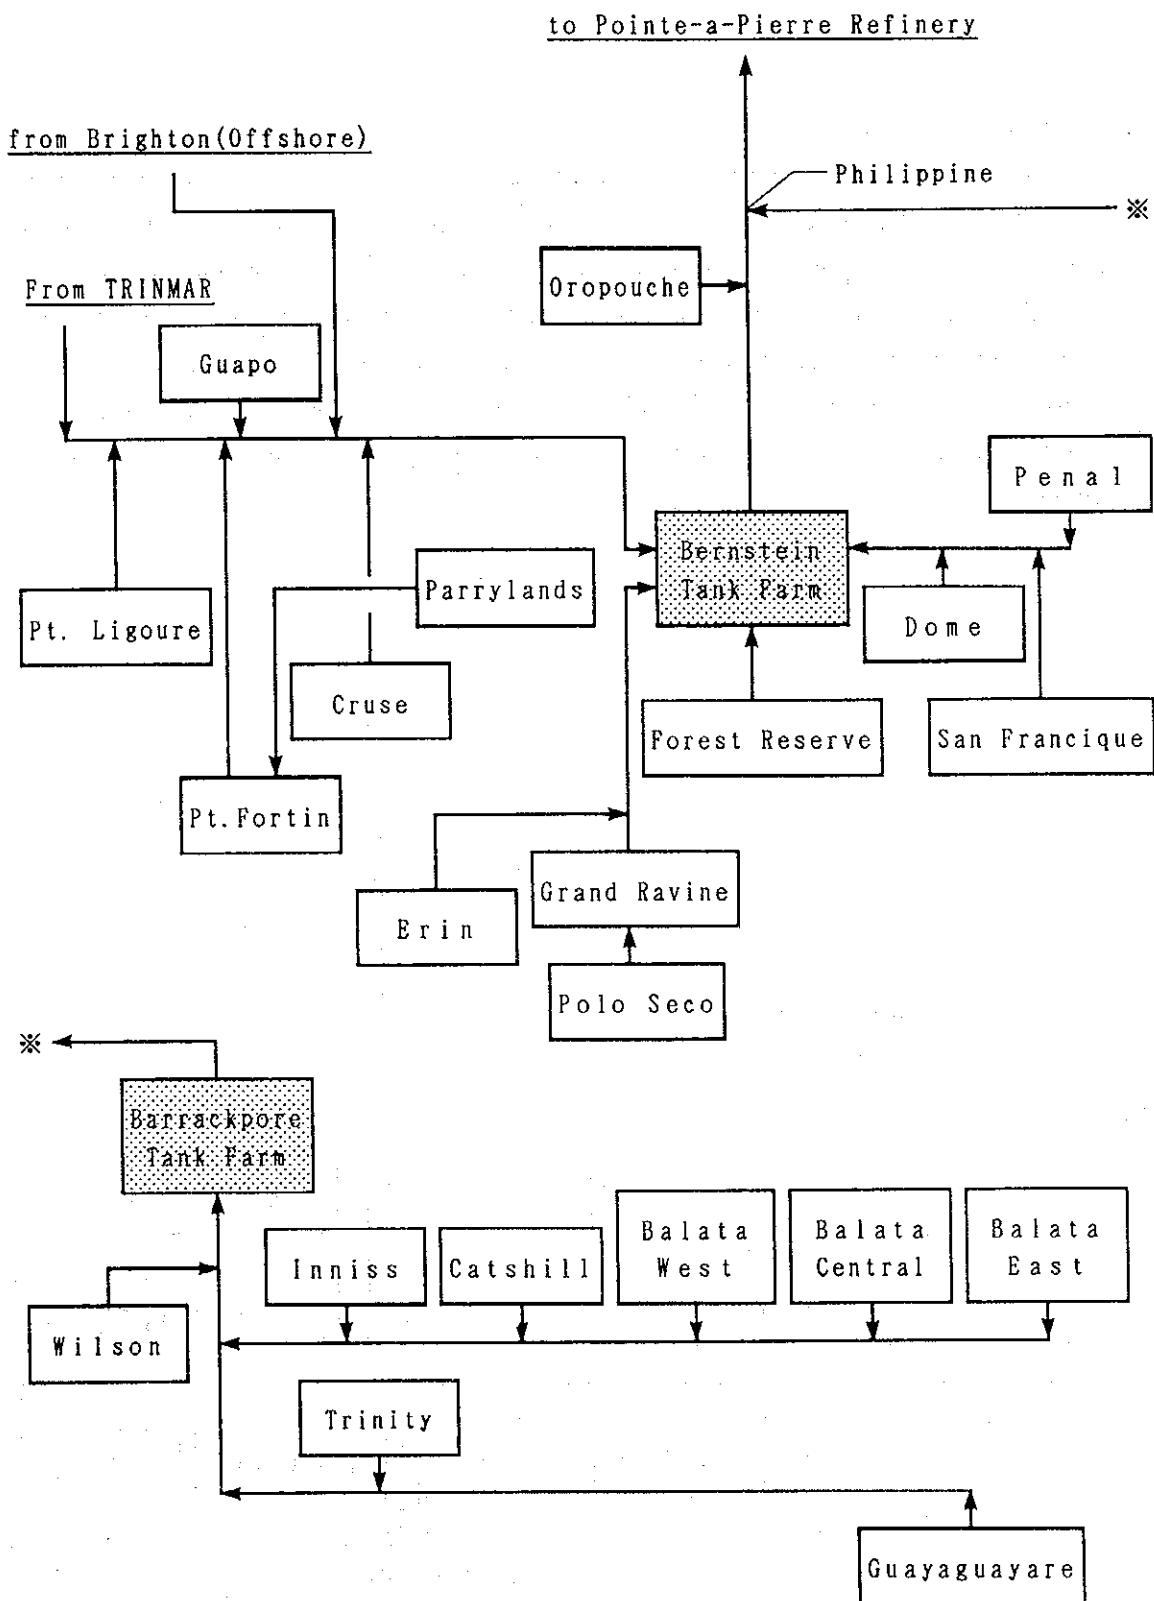 to Pointe-a-Pierre Refinery
from Brighton(Offshore)
Philippine
※
Oropouche
From TRINMAR
Guapo
Penal
Bernstein
Tank Farm
Parrylands
Pt. Ligoure
Dome
Cruse
Forest Reserve
San Francique
Pt.Fortin
Grand Ravine
Erin
Polo Seco
※
Barrackpore
Tank Farm
Inniss
Catshill
Balata
West
Balata
Central
Balata
East
Wilson
Trinity
Guayaguayare